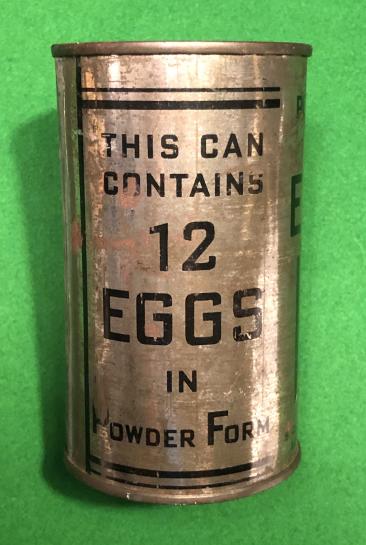 THIS CAN
CONTAINS
12
EGGS
IN
POWDER FORM